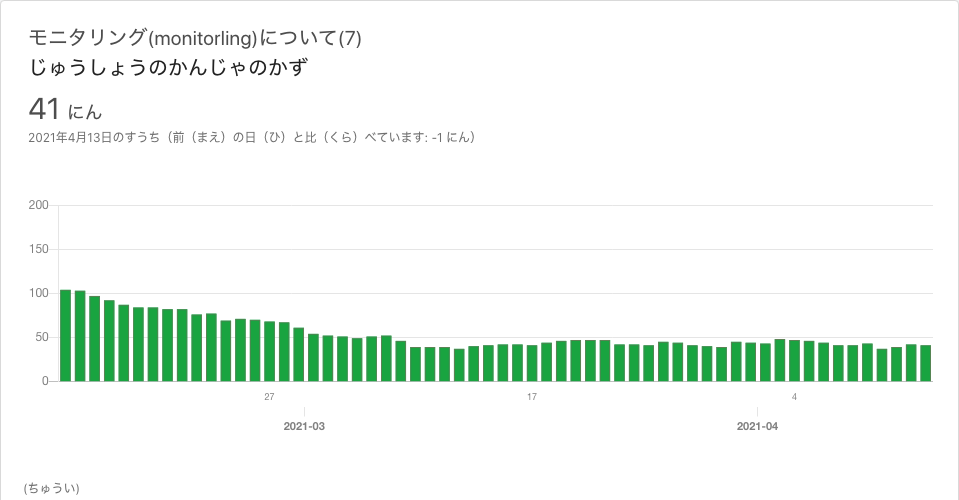 モニタリング(monitorling)について(7)
じゅうしょうのかんじゃのかず
41 にん
2021年4月13日のすうち（前（まえ）の日（ひ）と比（くら）べています: -1 にん）
200
150
100
50
0
27 17 4
2021-03 2021-04
(ちゅうい)